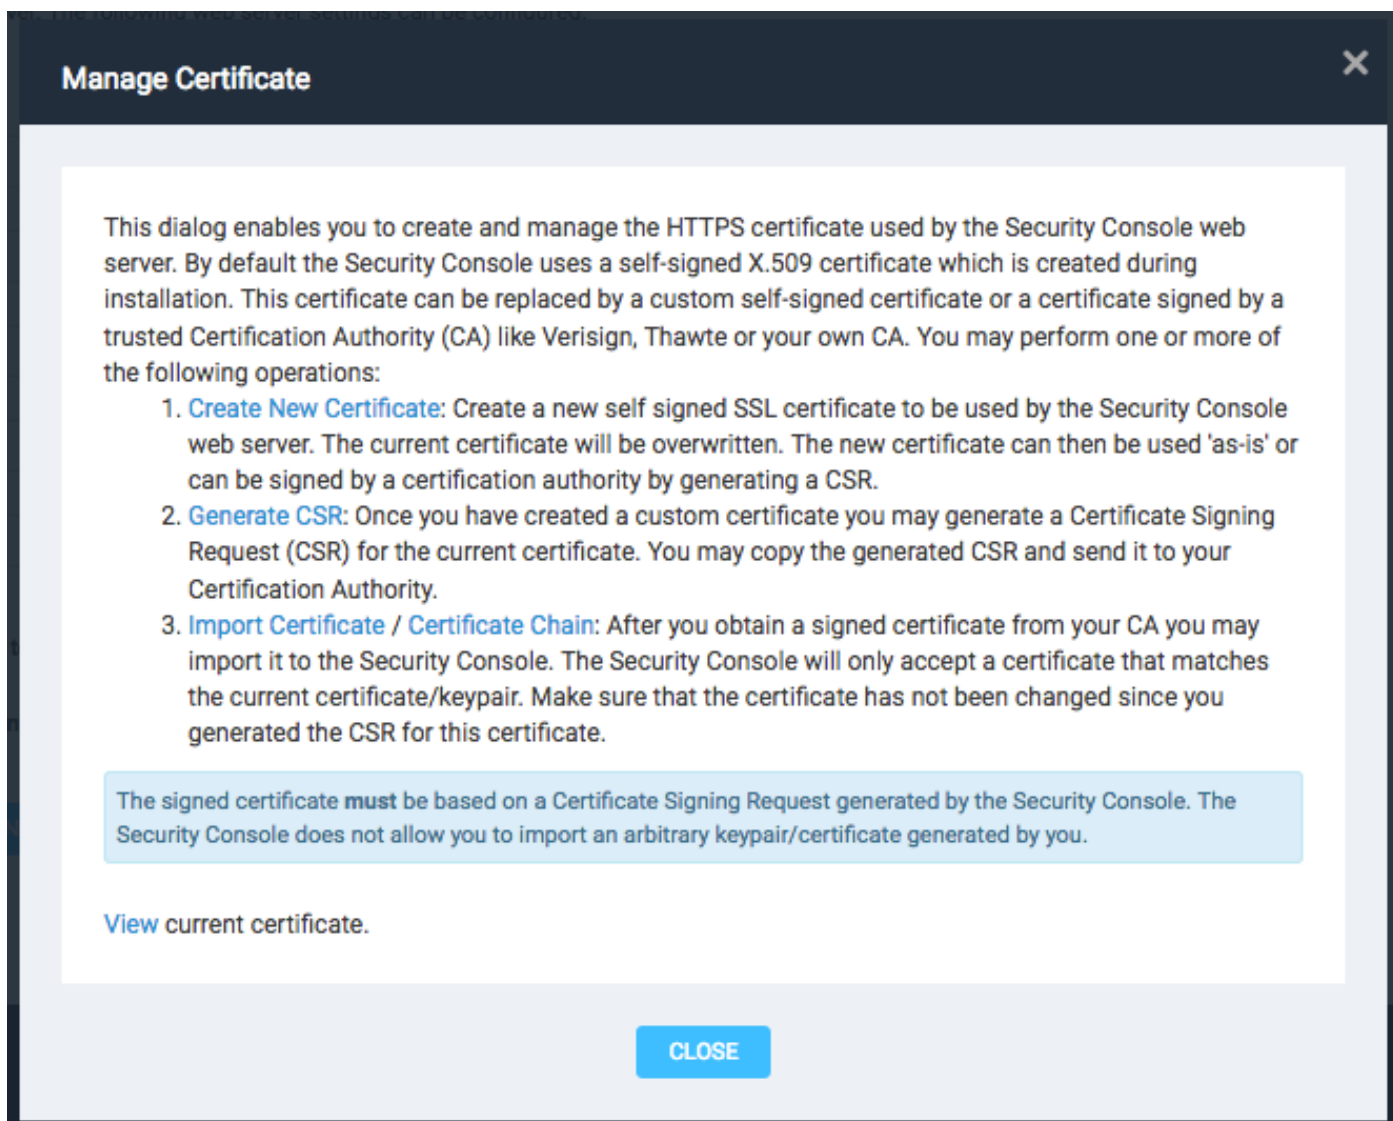 ver. The following web server settings can be configured.
Manage Certificate
This dialog enables you to create and manage the HTTPS certificate used by the Security Console web
server. By default the Security Console uses a self-signed X.509 certificate which is created during
installation. This certificate can be replaced by a custom self-signed certificate or a certificate signed by a
trusted Certification Authority (CA) like Verisign, Thawte or your own CA. You may perform one or more of
the following operations:
1. Create New Certificate: Create a new self signed SSL certificate to be used by the Security Console
web server. The current certificate will be overwritten. The new certificate can then be used 'as-is' or
can be signed by a certification authority by generating a CSR.
2. Generate CSR: Once you have created a custom certificate you may generate a Certificate Signing
Request (CSR) for the current certificate. You may copy the generated CSR and send it to your
Certification Authority.
3. Import Certificate / Certificate Chain: After you obtain a signed certificate from your CA you may
import it to the Security Console. The Security Console will only accept a certificate that matches
the current certificate/keypair. Make sure that the certificate has not been changed since you
generated the CSR for this certificate.
The signed certificate must be based on a Certificate Signing Request generated by the Security Console. The
Security Console does not allow you to import an arbitrary keypair/certificate generated by you.
View current certificate.
CLOSE